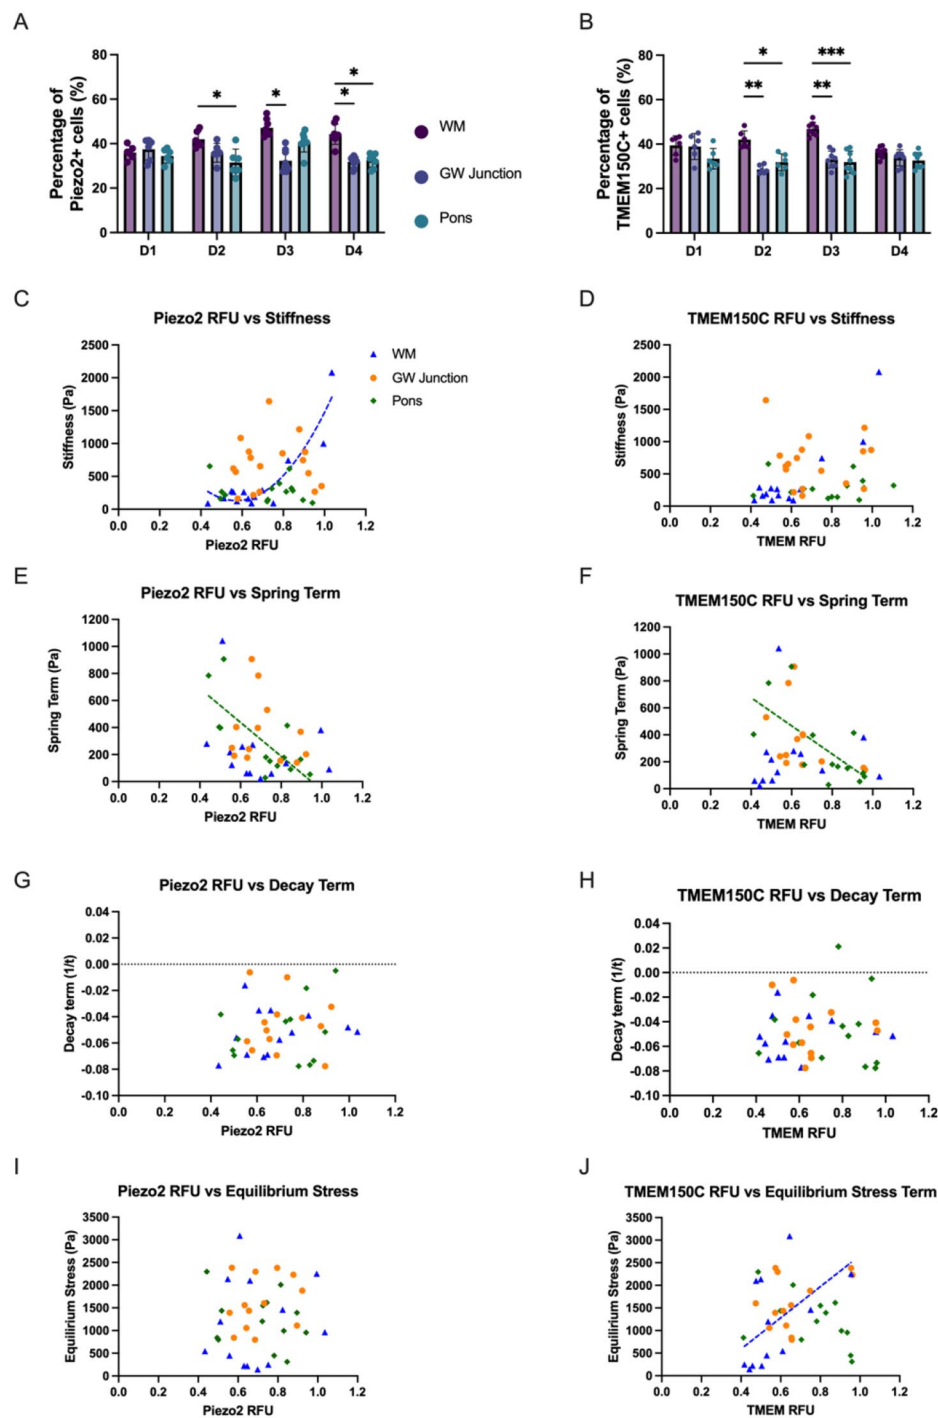 A
B
Percentage of
Piezo2+ cells (%)
80
60
40
20
0
*
*
*
*
D1
D2
D3
D4
WM
GW Junction
Pons
Percentage of
TMEM150C+ cells (%)
80
60
40
20
0
*
**
***
**
D1
D2
D3
D4
C
D
Piezo2 RFU vs Stiffness
Stiffness (Pa)
2500
2000
1500
1000
500
0
0.0 0.2 0.4 0.6 0.8 1.0 1.2
Piezo2 RFU
WM
GW Junction
Pons
TMEM150C RFU vs Stiffness
Stiffness (Pa)
2500
2000
1500
1000
500
0
0.0 0.2 0.4 0.6 0.8 1.0 1.2
TMEM RFU
E
F
Piezo2 RFU vs Spring Term
Spring Term (Pa)
1200
1000
800
600
400
200
0
0.0 0.2 0.4 0.6 0.8 1.0 1.2
Piezo2 RFU
TMEM150C RFU vs Spring Term
Spring Term (Pa)
1200
1000
800
600
400
200
0
0.0 0.2 0.4 0.6 0.8 1.0 1.2
TMEM RFU
G
H
Piezo2 RFU vs Decay Term
Decay term (1/t)
0.04
0.02
0.00
-0.02
-0.04
-0.06
-0.08
-0.10
0.0 0.2 0.4 0.6 0.8 1.0 1.2
Piezo2 RFU
TMEM150C RFU vs Decay Term
Decay term (1/t)
0.04
0.02
0.00
-0.02
-0.04
-0.06
-0.08
-0.10
0.0 0.2 0.4 0.6 0.8 1.0 1.2
TMEM RFU
I
J
Piezo2 RFU vs Equilibrium Stress
Equilirium Stress (Pa)
3500
3000
2500
2000
1500
1000
500
0
0.0 0.2 0.4 0.6 0.8 1.0 1.2
Piezo2 RFU
TMEM150C RFU vs Equilibrium Stress Term
Equilirium Stress (Pa)
3500
3000
2500
2000
1500
1000
500
0
0.0 0.2 0.4 0.6 0.8 1.0 1.2
TMEM RFU